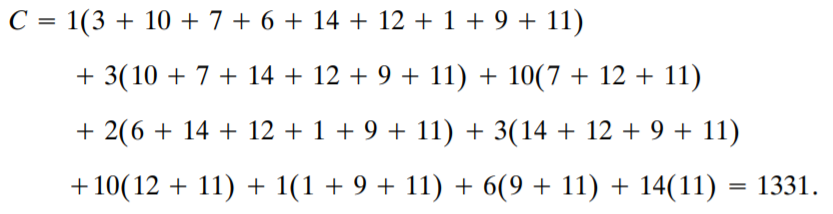 C = 1(3 + 10 + 7 + 6 + 14 + 12 + 1 + 9 + 11)
+ 3(10 + 7 + 14 + 12 + 9 + 11) + 10(7 + 12 + 11)
+ 2(6 + 14 + 12 + 1 + 9 + 11) + 3(14 + 12 + 9 + 11)
+10(12 + 11) + 1(1 + 9 + 11) + 6(9 + 11) + 14(11) = 1331.